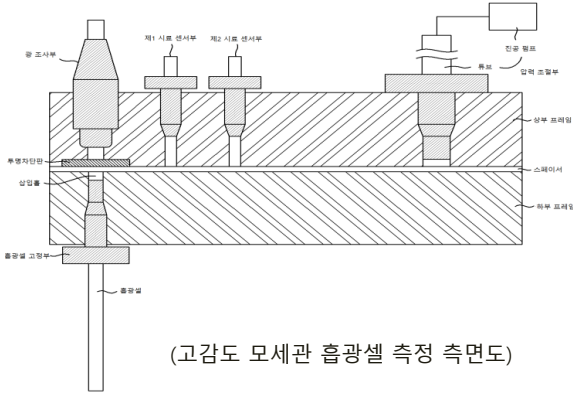 진공 펌프
제1 시료 센서부
제2 시료 센서부
광 조사부
튜브
압력 조절부
상부 프레임
투명차단판
스페이서
삽입홀
하부 프레임
흡광셀 고정부
흡광셀
(고감도 모세관 흡광셀 측정 측면도)